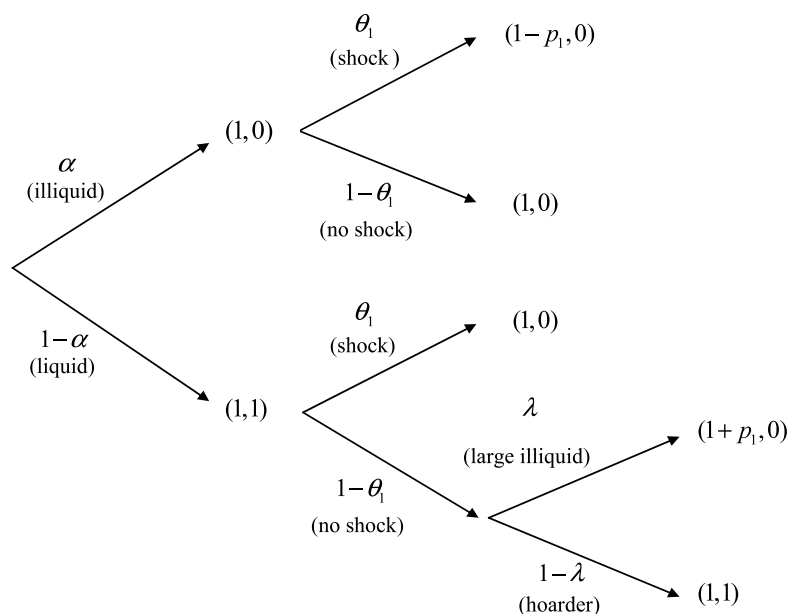 θ₁
(shock )
(1− p₁,0)
(1,0)
α
(illiquid)
1−θ₁
(no shock)
(1,0)
θ₁
(shock)
(1,0)
1−α
(liquid)
(1,1)
λ
(large illiquid)
(1+ p₁,0)
1−θ₁
(no shock)
1−λ
(hoarder)
(1,1)